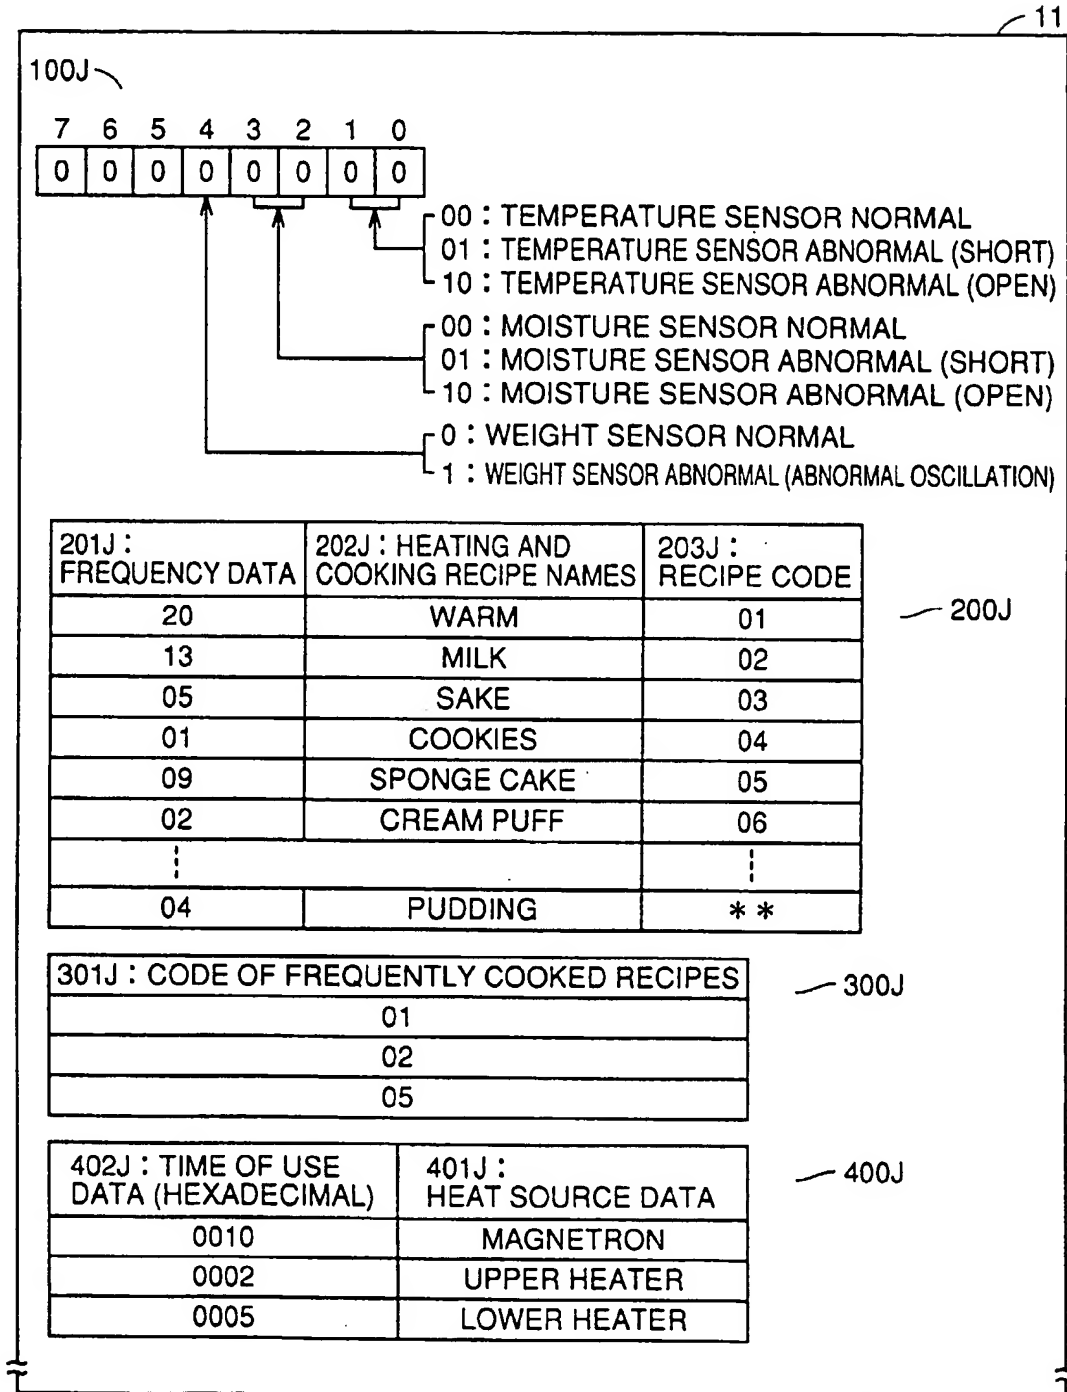 11
100J
7 6 5 4 3 2 1 0
0 0 0 0 0 0 0 0
00 : TEMPERATURE SENSOR NORMAL
01 : TEMPERATURE SENSOR ABNORMAL (SHORT)
10 : TEMPERATURE SENSOR ABNORMAL (OPEN)
00 : MOISTURE SENSOR NORMAL
01 : MOISTURE SENSOR ABNORMAL (SHORT)
10 : MOISTURE SENSOR ABNORMAL (OPEN)
0 : WEIGHT SENSOR NORMAL
1 : WEIGHT SENSOR ABNORMAL (ABNORMAL OSCILLATION)
201J : 202J : HEATING AND 203J :
FREQUENCY DATA COOKING RECIPE NAMES RECIPE CODE
20 WARM 01
200J
13 MILK 02
05 SAKE 03
01 COOKIES 04
09 SPONGE CAKE 05
02 CREAM PUFF 06
04 PUDDING **
301J : CODE OF FREQUENTLY COOKED RECIPES
300J
01
02
05
402J : TIME OF USE 401J :
DATA (HEXADECIMAL) HEAT SOURCE DATA
400J
0010 MAGNETRON
0002 UPPER HEATER
0005 LOWER HEATER